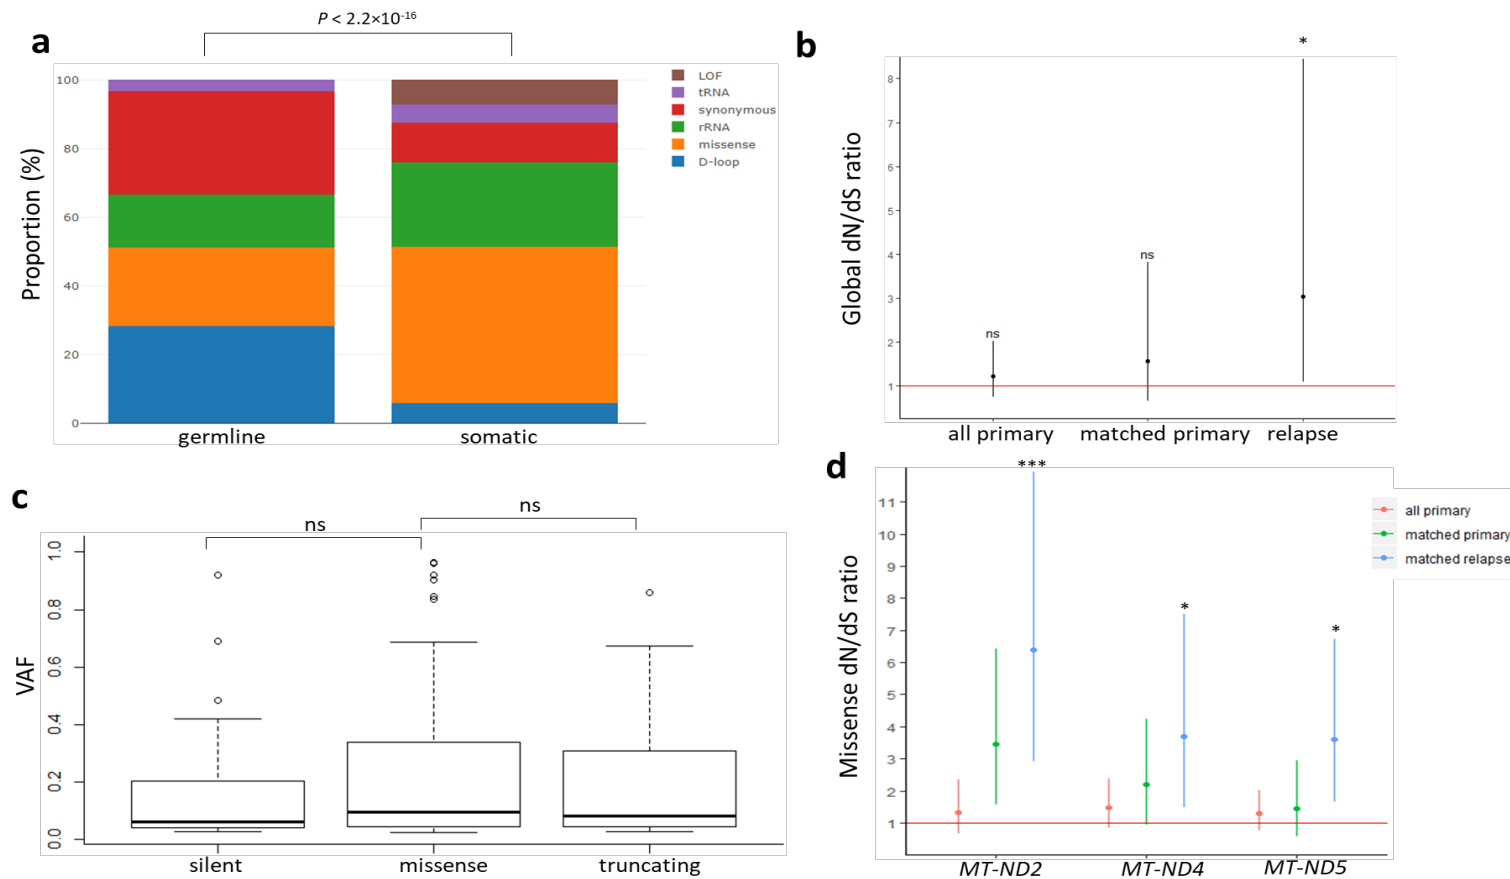 a
P < 2.2×10-16
Proportion (%)
100
80
60
40
20
0
germline
somatic
LOF
tRNA
synonymous
rRNA
missense
D-loop
b
*
Global dN/dS ratio
8
7
6
5
4
3
2
1
ns
ns
all primary
matched primary
relapse
c
ns
ns
VAF
1.0
0.8
0.6
0.4
0.2
0.0
silent
missense
truncating
d
***
*
*
Missense dN/dS ratio
11
10
9
8
7
6
5
4
3
2
1
all primary
matched primary
matched relapse
MT-ND2
MT-ND4
MT-ND5